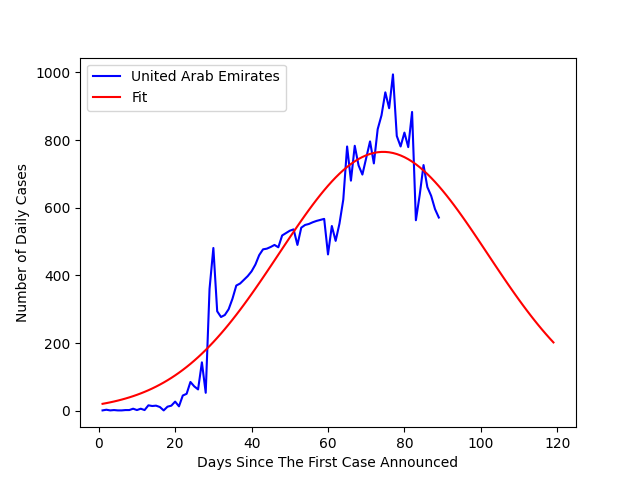 United Arab Emirates
Fit
1000
800
600
400
200
0
Number of Daily Cases
0 20 40 60 80 100 120
Days Since The First Case Announced